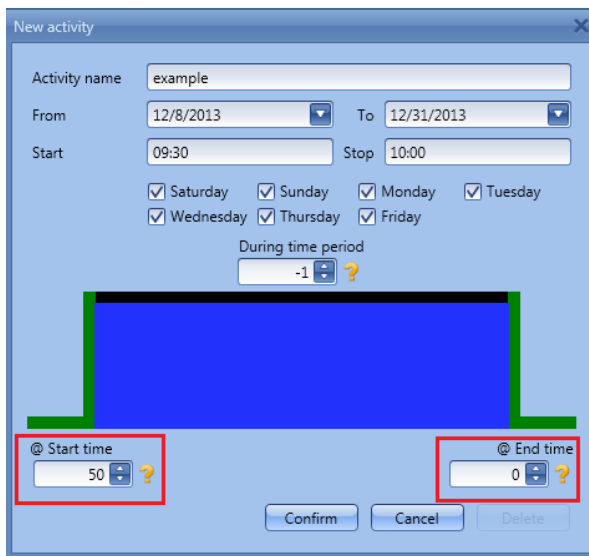 New activity
Activity name example
From 12/8/2013 To 12/31/2013
Start 09:30 Stop 10:00
Saturday Sunday Monday Tuesday
Wednesday Thursday Friday
During time period
-1 ?
@ Start time @ End time
50 ? 0 ?
Confirm Cancel Delete